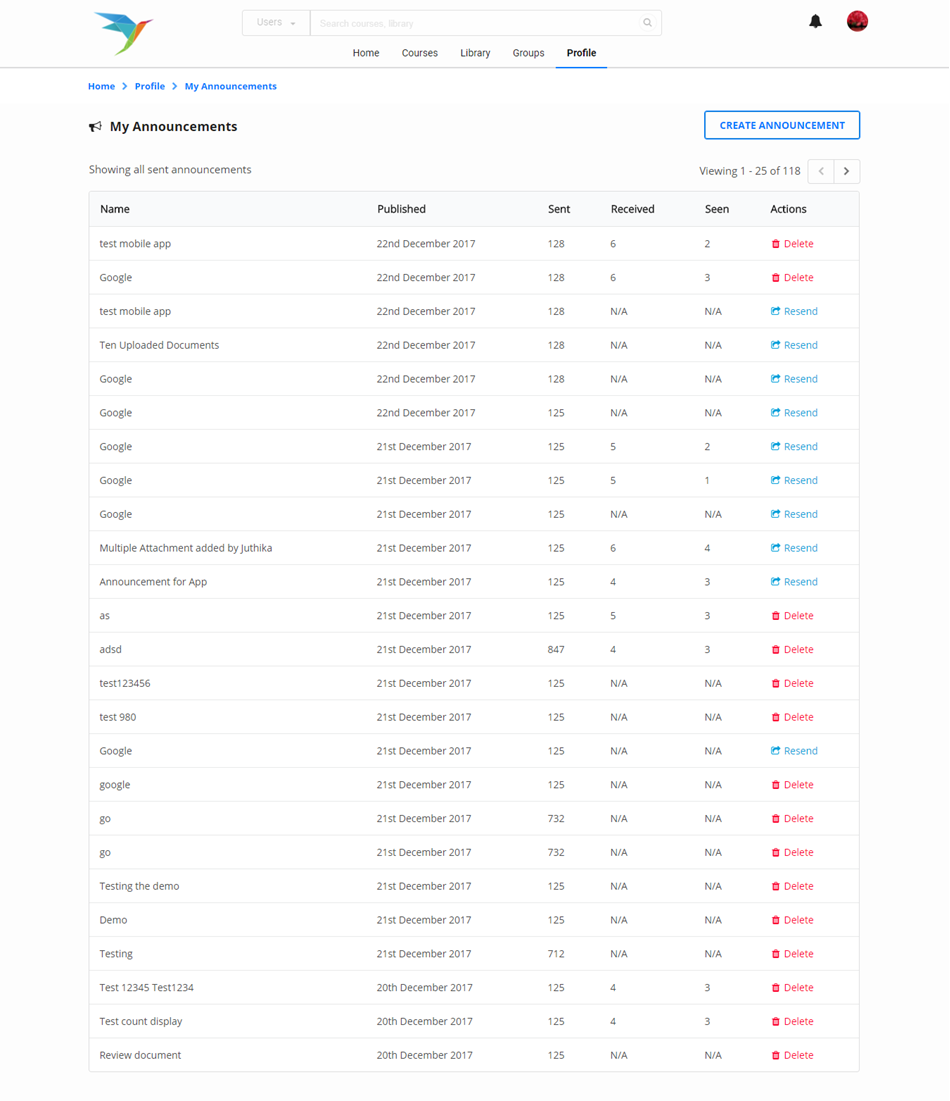 Users
Search courses, library
Home Courses Library Groups Profile
Home > Profile > My Announcements
My Announcements
CREATE ANNOUNCEMENT
Showing all sent announcements
Viewing 1 - 25 of 118
Name Published Sent Received Seen Actions
test mobile app 22nd December 2017 128 6 2 Delete
Google 22nd December 2017 128 6 3 Delete
test mobile app 22nd December 2017 128 N/A N/A Resend
Ten Uploaded Documents 22nd December 2017 128 N/A N/A Resend
Google 22nd December 2017 128 N/A N/A Resend
Google 22nd December 2017 125 N/A N/A Resend
Google 21st December 2017 125 5 2 Resend
Google 21st December 2017 125 5 1 Resend
Google 21st December 2017 125 N/A N/A Resend
Multiple Attachment added by Juthika 21st December 2017 125 6 4 Resend
Announcement for App 21st December 2017 125 4 3 Resend
as 21st December 2017 125 5 3 Delete
adsd 21st December 2017 847 4 3 Delete
test123456 21st December 2017 125 N/A N/A Delete
test 980 21st December 2017 125 N/A N/A Delete
Google 21st December 2017 125 N/A N/A Resend
google 21st December 2017 125 N/A N/A Delete
go 21st December 2017 732 N/A N/A Delete
go 21st December 2017 732 N/A N/A Delete
Testing the demo 21st December 2017 125 N/A N/A Delete
Demo 21st December 2017 125 N/A N/A Delete
Testing 21st December 2017 712 N/A N/A Delete
Test 12345 Test1234 20th December 2017 125 4 3 Delete
Test count display 20th December 2017 125 4 3 Delete
Review document 20th December 2017 125 N/A N/A Delete